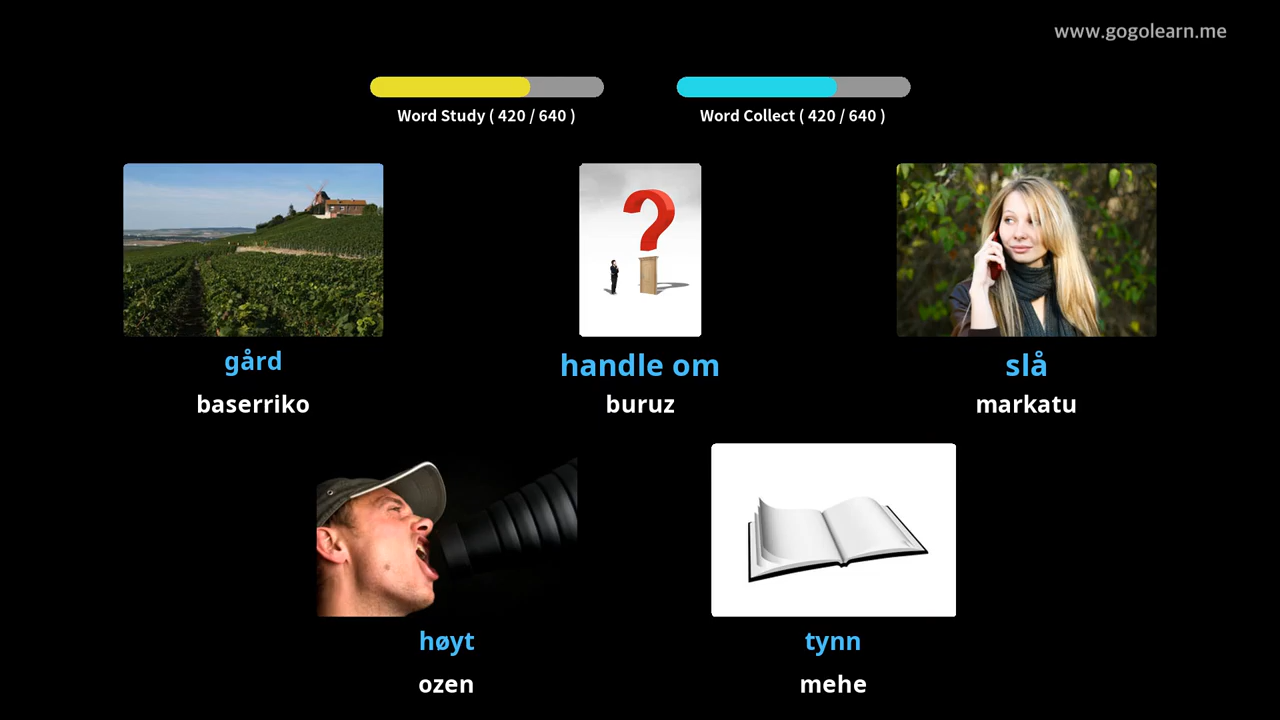 www.gogolearn.me
Word Study ( 420 / 640 )
Word Collect ( 420 / 640 )
gård
handle om
slå
baserriko
buruz
markatu
høyt
tynn
ozen
mehe